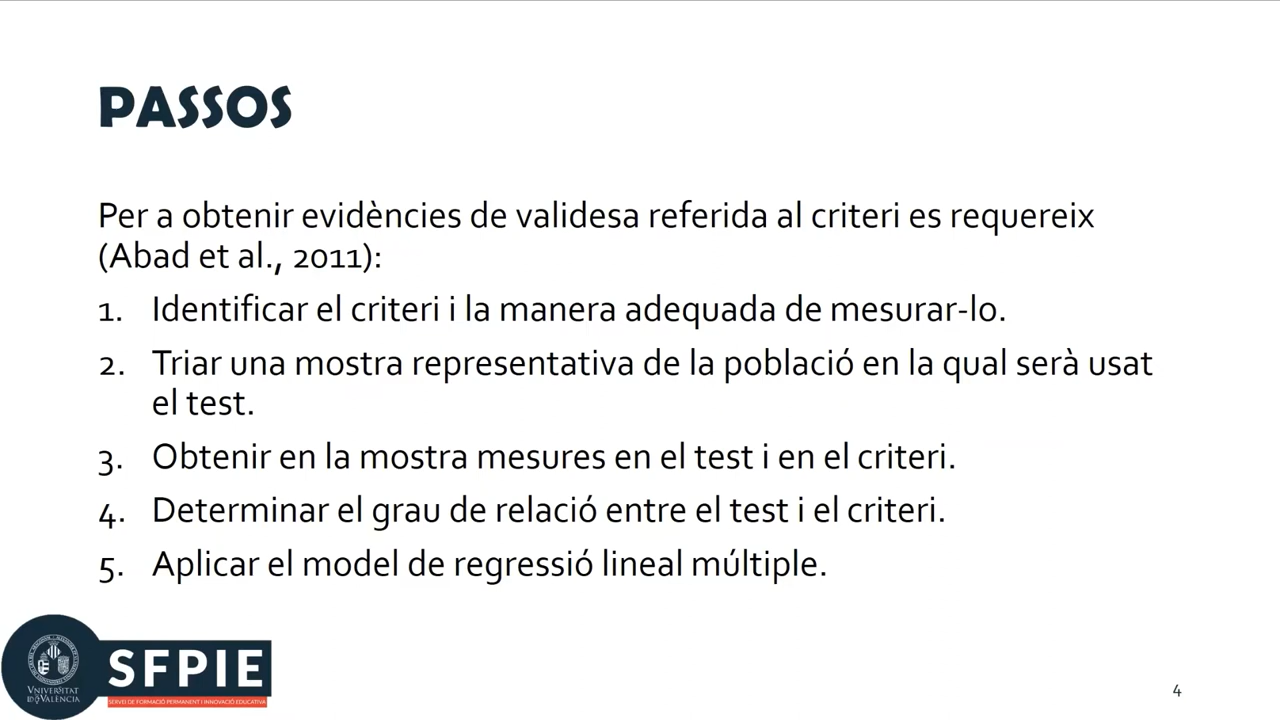 PASSOS
Per a obtenir evidències de validesa referida al criteri es requereix
(Abad et al., 2011):
1. Identificar el criteri i la manera adequada de mesurar-lo.
2. Triar una mostra representativa de la població en la qual serà usat
el test.
3. Obtenir en la mostra mesures en el test i en el criteri.
4. Determinar el grau de relació entre el test i el criteri.
5. Aplicar el model de regressió lineal múltiple.
SFPIE
SERVEI DE FORMACIÓ PERMANENT I INNOVACIÓ EDUCATIVA
VNIVERSITAT
DE VALÈNCIA
4